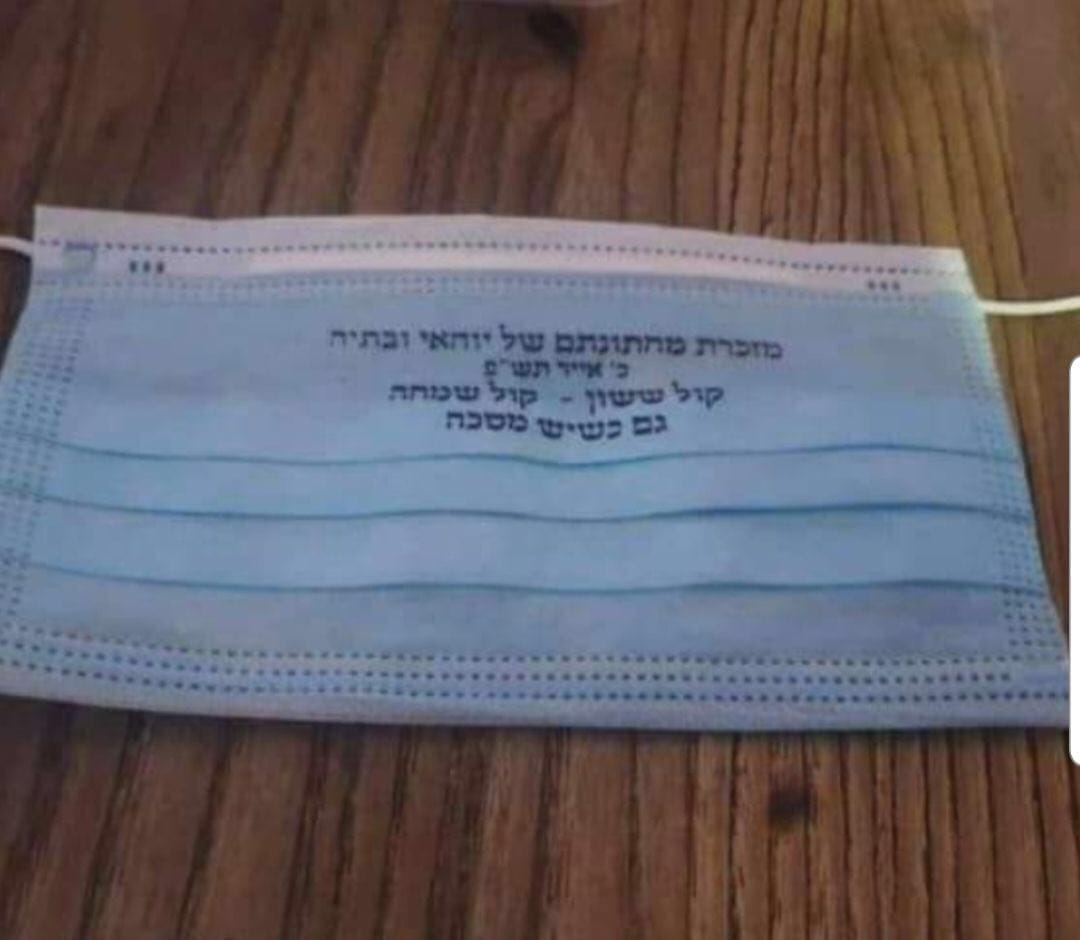 מזכרת מחתונתם של יוחאי ובתיה
כ' אייר תש"פ
קול ששון - קול שמחה
גם כשיש מסכה